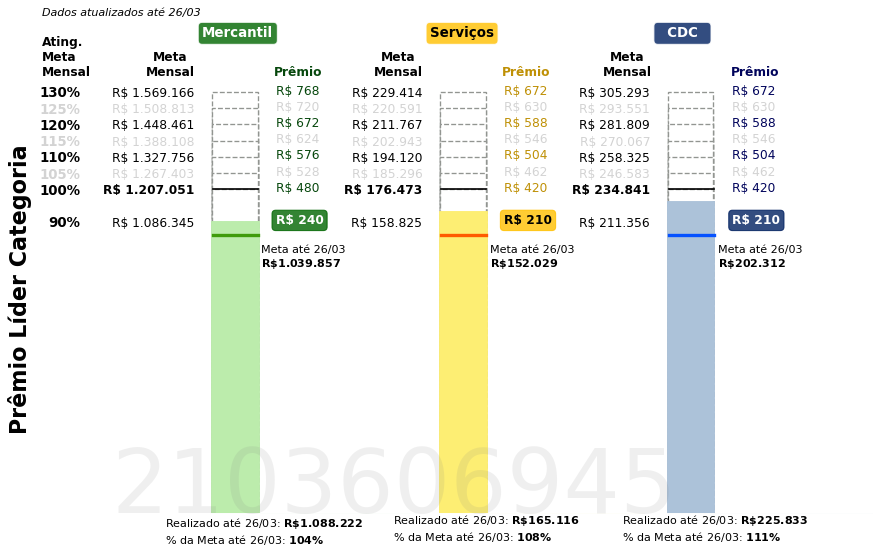 Dados atualizados até 26/03
Mercantil Serviços CDC
Ating.
Meta
Mensal
Meta
Mensal
Prêmio
Meta
Mensal
Prêmio
Meta
Mensal
Prêmio
130% R$ 1.569.166 R$ 768 R$ 229.414 R$ 672 R$ 305.293 R$ 672
125% R$ 1.508.813 R$ 720 R$ 220.591 R$ 630 R$ 293.551 R$ 630
120% R$ 1.448.461 R$ 672 R$ 211.767 R$ 588 R$ 281.809 R$ 588
115% R$ 1.388.108 R$ 624 R$ 202.943 R$ 546 R$ 270.067 R$ 546
110% R$ 1.327.756 R$ 576 R$ 194.120 R$ 504 R$ 258.325 R$ 504
105% R$ 1.267.403 R$ 528 R$ 185.296 R$ 462 R$ 246.583 R$ 462
100% R$ 1.207.051 R$ 480 R$ 176.473 R$ 420 R$ 234.841 R$ 420
90% R$ 1.086.345 R$ 240 R$ 158.825 R$ 210 R$ 211.356 R$ 210
Meta até 26/03
R$1.039.857
Meta até 26/03
R$152.029
Meta até 26/03
R$202.312
Prêmio Líder Categoria
2103606945
Realizado até 26/03: R$1.088.222
% da Meta até 26/03: 104%
Realizado até 26/03: R$165.116
% da Meta até 26/03: 108%
Realizado até 26/03: R$225.833
% da Meta até 26/03: 111%